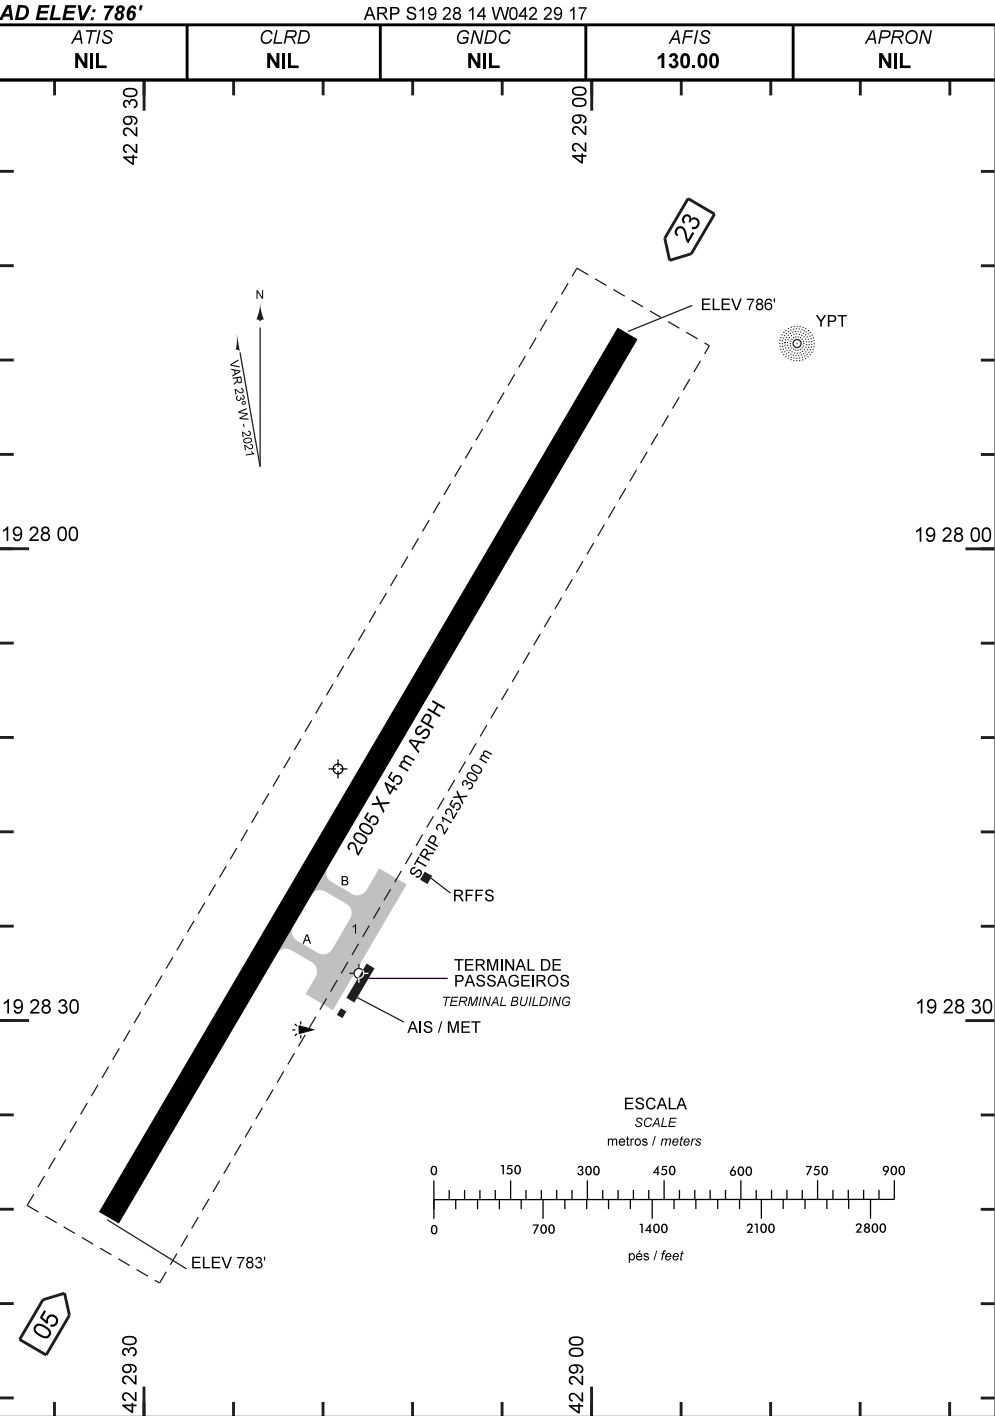 AD ELEV: 786'
ARP S19 28 14 W042 29 17
ATIS
NIL
CLRD
NIL
GNDC
NIL
AFIS
130.00
APRON
NIL
42 29 30
42 29 00
23
ELEV 786'
YPT
N
VAR 23° W - 2021
19 28 00
19 28 00
2005 X 45 m ASPH
STRIP 2125X 300 m
B
RFFS
1
A
TERMINAL DE
PASSAGEIROS
TERMINAL BUILDING
19 28 30
19 28 30
AIS / MET
ESCALA
SCALE
metros / meters
0 150 300 450 600 750 900
0 700 1400 2100 2800
pés / feet
ELEV 783'
05
42 29 30
42 29 00